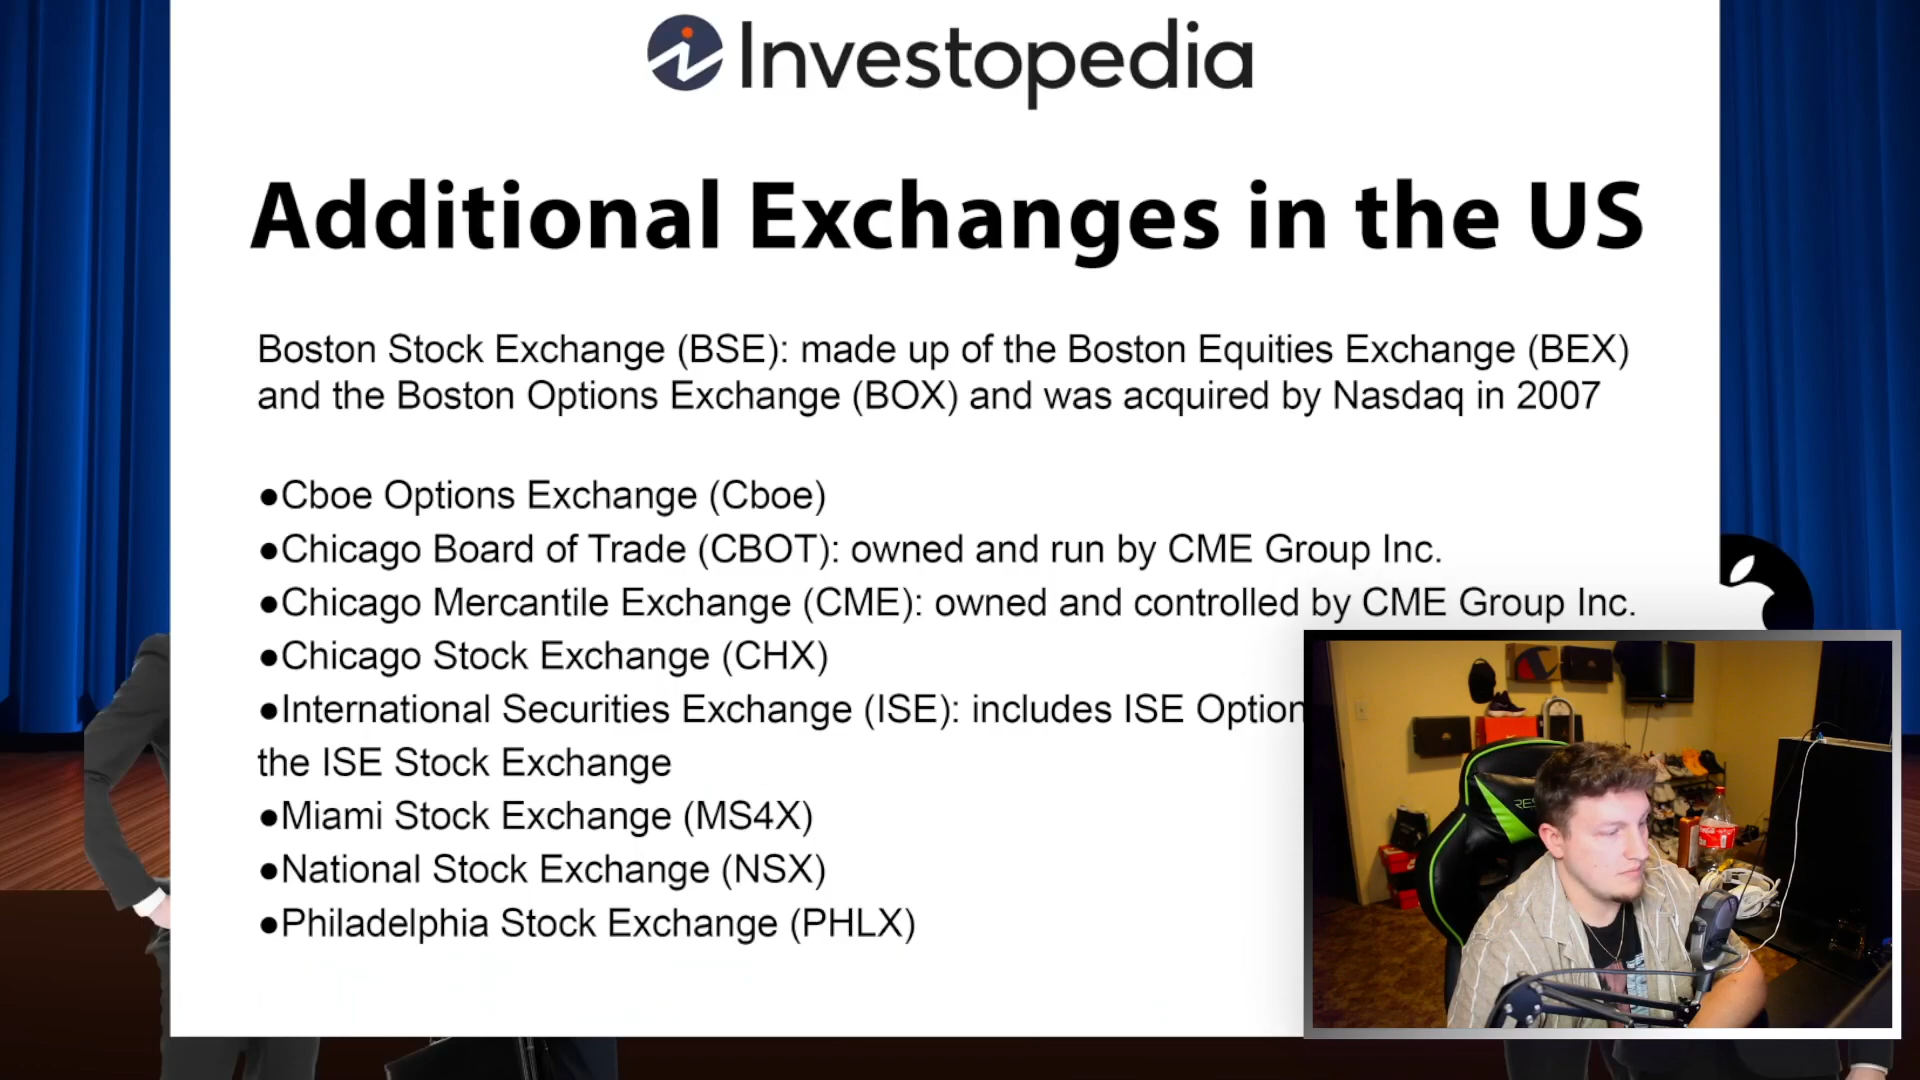 Investopedia
Additional Exchanges in the US
Boston Stock Exchange (BSE): made up of the Boston Equities Exchange (BEX)
and the Boston Options Exchange (BOX) and was acquired by Nasdaq in 2007
●Cboe Options Exchange (Cboe)
●Chicago Board of Trade (CBOT): owned and run by CME Group Inc.
●Chicago Mercantile Exchange (CME): owned and controlled by CME Group Inc.
●Chicago Stock Exchange (CHX)
●International Securities Exchange (ISE): includes ISE Option
the ISE Stock Exchange
●Miami Stock Exchange (MS4X)
●National Stock Exchange (NSX)
●Philadelphia Stock Exchange (PHLX)